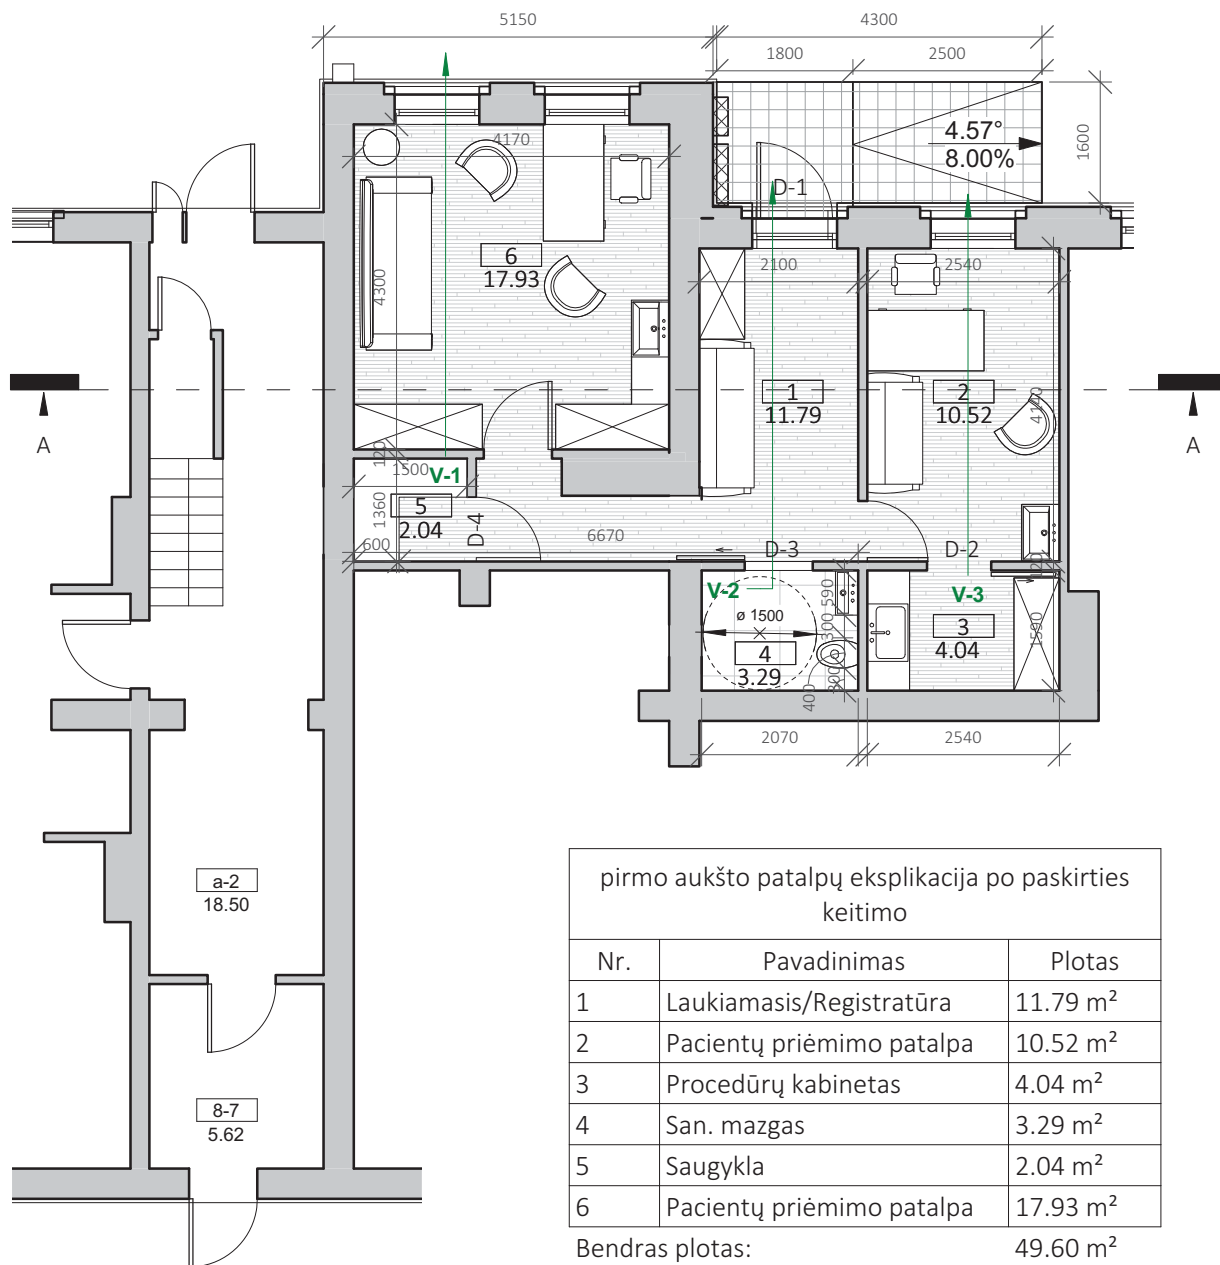 5150
4300
1800
2500
4.57°
8.00%
1600
4170
D-1
6
17.93
4300
2100
2540
1
11.79
2
10.52
4140
A
A
120
1500
V-1
5
2.04
1360
600
D-4
6670
D-3
D-2
120
V-2
V-3
590
ø 1500
300
4
3.29
3
4.04
1590
400
800
2070
2540
a-2
18.50
8-7
5.62
pirmo aukšto patalpų eksplikacija po paskirties
keitimo
Nr. Pavadinimas Plotas
1 Laukiamasis/Registratūra 11.79 m²
2 Pacientų priėmimo patalpa 10.52 m²
3 Procedūrų kabinetas 4.04 m²
4 San. mazgas 3.29 m²
5 Saugykla 2.04 m²
6 Pacientų priėmimo patalpa 17.93 m²
Bendras plotas: 49.60 m²